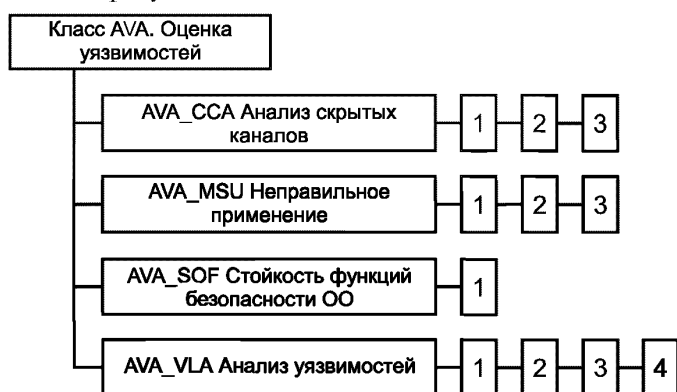 Класс AVA. Оценка
уязвимостей
AVA_CCA Анализ скрытых
каналов
1 2 3
AVA_MSU Неправильное
применение
1 2 3
AVA_SOF Стойкость функций
безопасности ОО
1
AVA_VLA Анализ уязвимостей
1 2 3 4